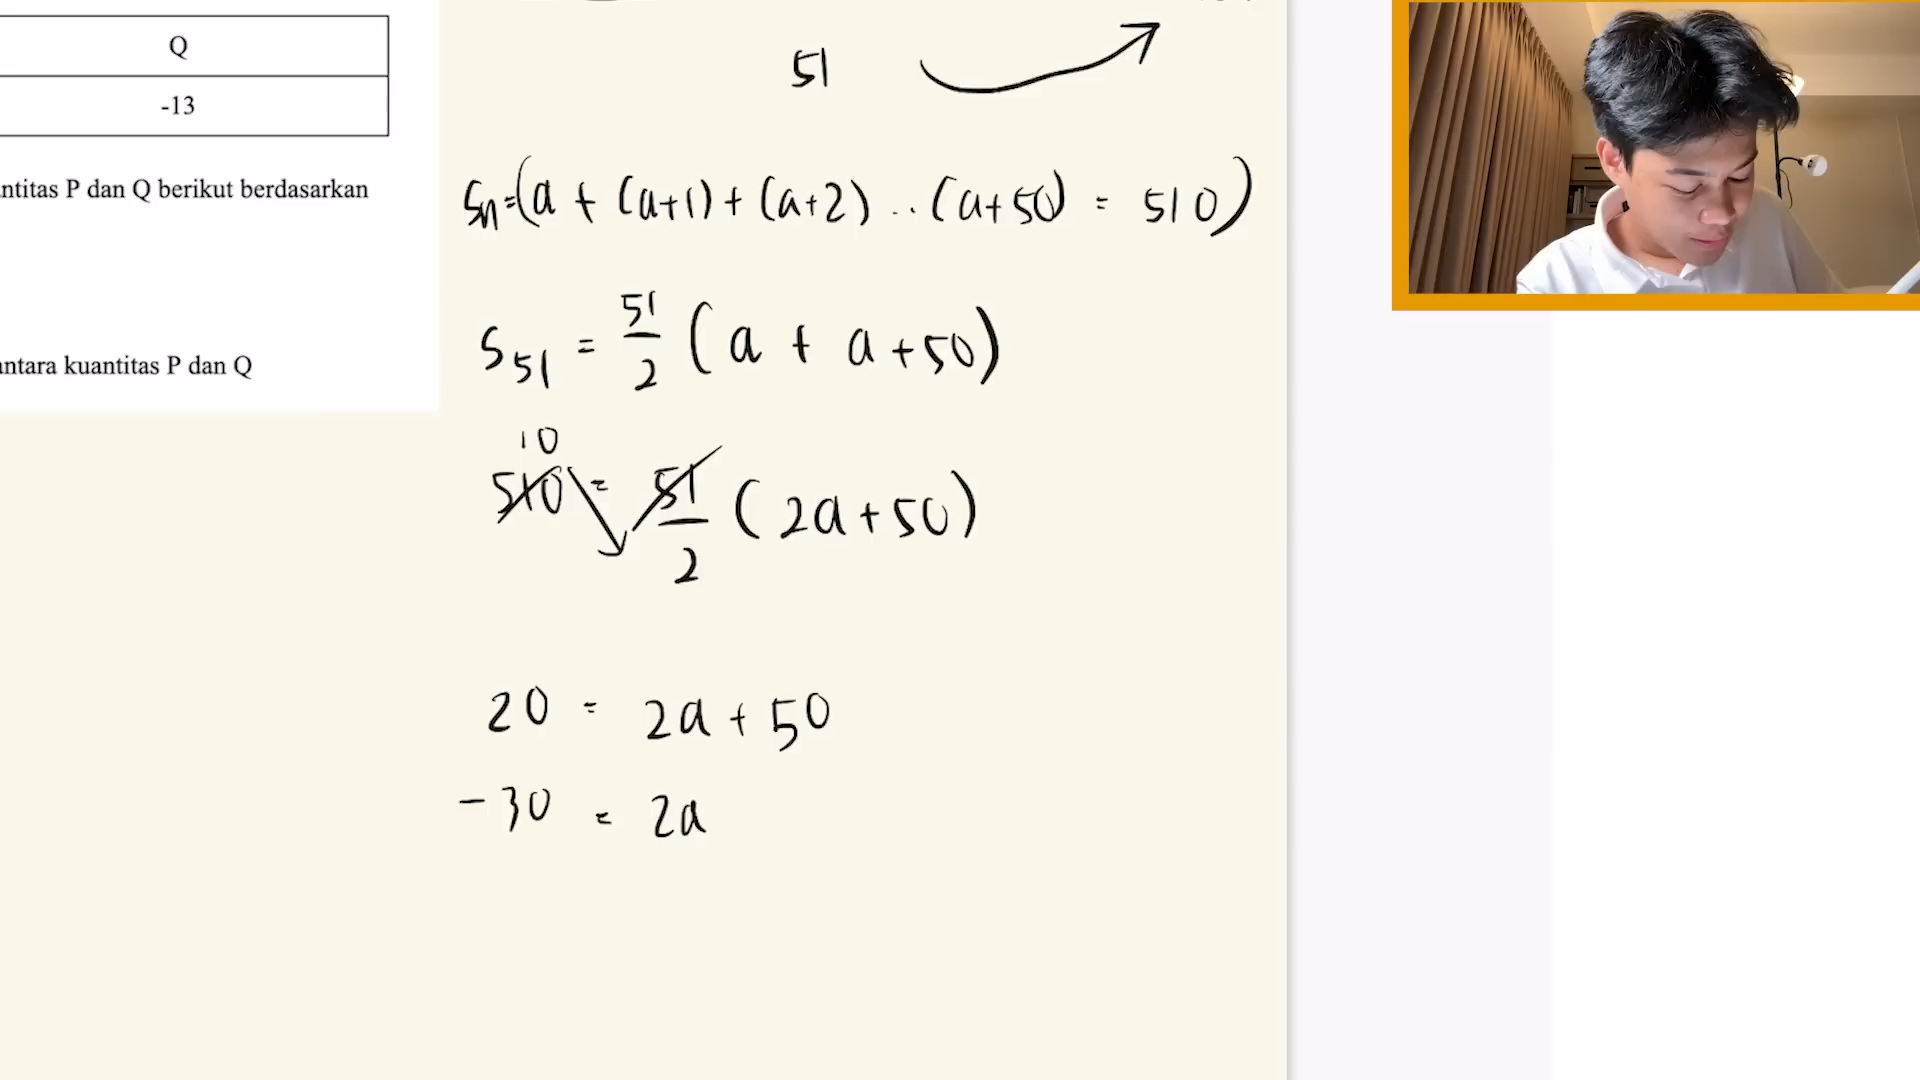 Q
-13
ntitas P dan Q berikut berdasarkan
antara kuantitas P dan Q
51
Sn=(a + (a+1) + (a+2) .. (a+50) = 510)
S51 = 51/2 (a + a+50)
10
510 = 51/2 (2a+50)
20 = 2a + 50
-30 = 2a